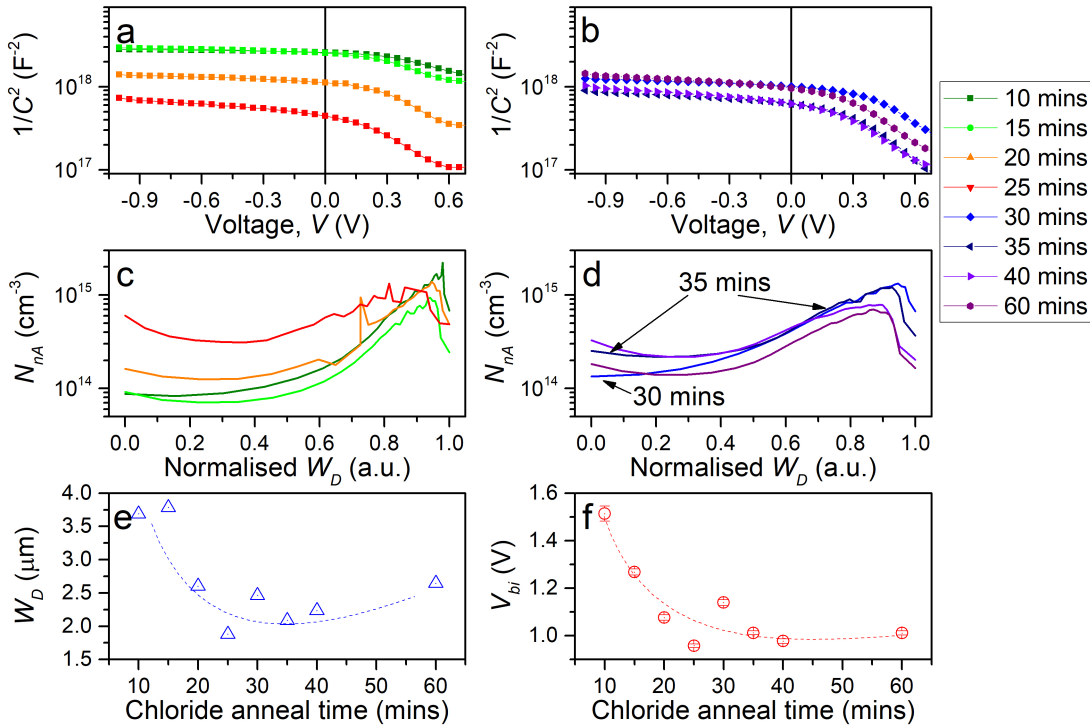 a
1/C² (F⁻²)
10¹⁸
10¹⁷
-0.9 -0.6 -0.3 0.0 0.3 0.6
Voltage, V (V)
b
1/C² (F⁻²)
10¹⁸
10¹⁷
-0.9 -0.6 -0.3 0.0 0.3 0.6
Voltage, V (V)
10 mins
15 mins
20 mins
25 mins
30 mins
35 mins
40 mins
60 mins
c
N_nA (cm⁻³)
10¹⁵
10¹⁴
0.0 0.2 0.4 0.6 0.8 1.0
Normalised W_D (a.u.)
d
N_nA (cm⁻³)
10¹⁵
10¹⁴
35 mins
30 mins
0.0 0.2 0.4 0.6 0.8 1.0
Normalised W_D (a.u.)
e
W_D (μm)
4.0
3.5
3.0
2.5
2.0
1.5
10 20 30 40 50 60
Chloride anneal time (mins)
f
V_bi (V)
1.6
1.4
1.2
1.0
10 20 30 40 50 60
Chloride anneal time (mins)